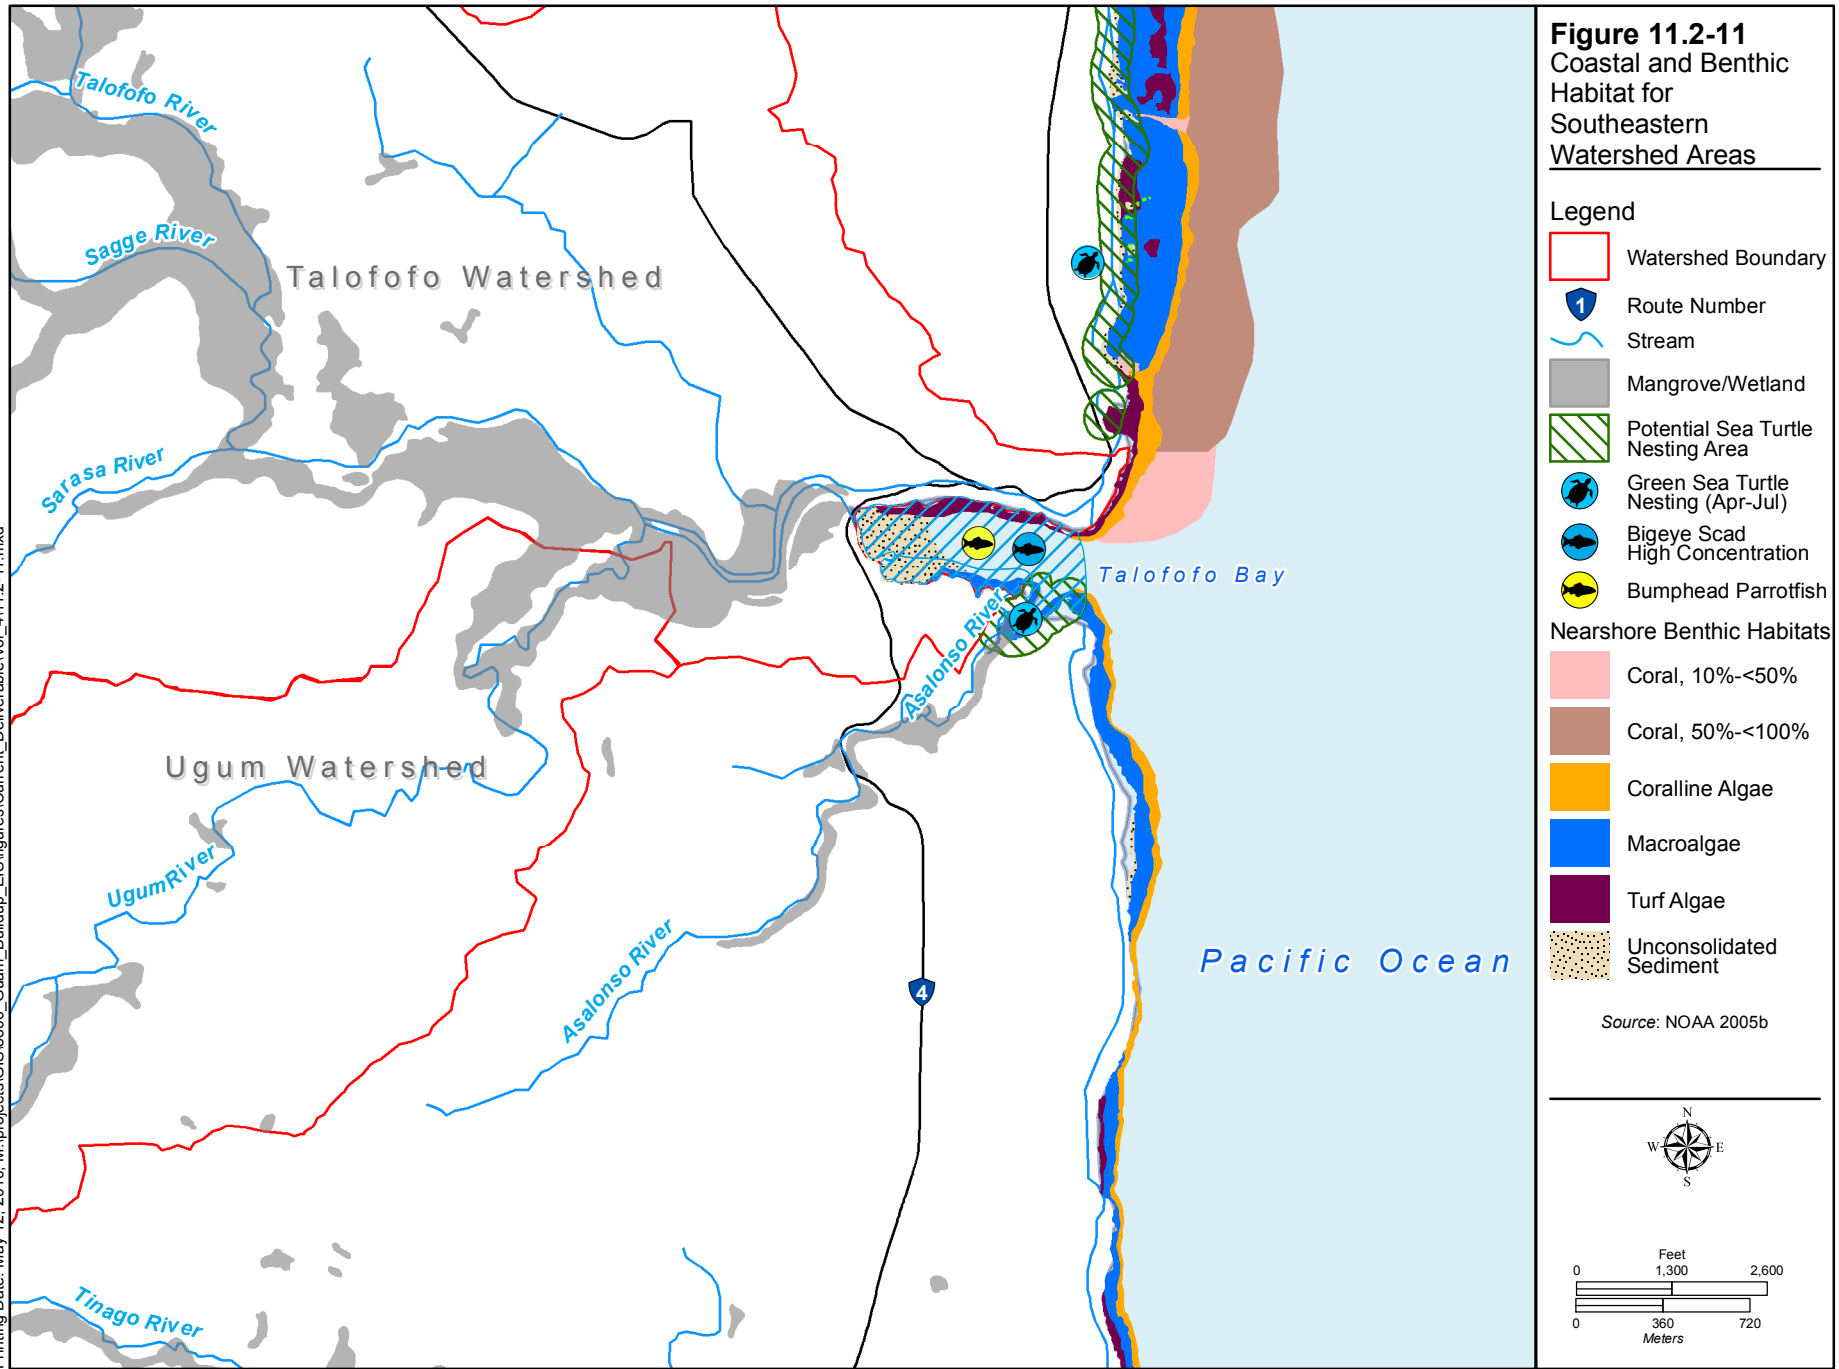 Figure 11.2-11
Coastal and Benthic
Habitat for
Southeastern
Watershed Areas
Legend
Watershed Boundary
1
Route Number
Stream
Mangrove/Wetland
Potential Sea Turtle
Nesting Area
Green Sea Turtle
Nesting (Apr-Jul)
Bigeye Scad
High Concentration
Bumphead Parrotfish
Nearshore Benthic Habitats
Coral, 10%-<50%
Coral, 50%-<100%
Coralline Algae
Macroalgae
Turf Algae
Unconsolidated
Sediment
Source: NOAA 2005b
N
W E
S
Feet
0 1,300 2,600
0 360 720
Meters
Talofofo River
Sagge River
Talofofo Watershed
Sarasa River
Talofofo Bay
Asalonso River
Ugum Watershed
UgumRiver
Asalonso River
Pacific Ocean
4
Tinago River